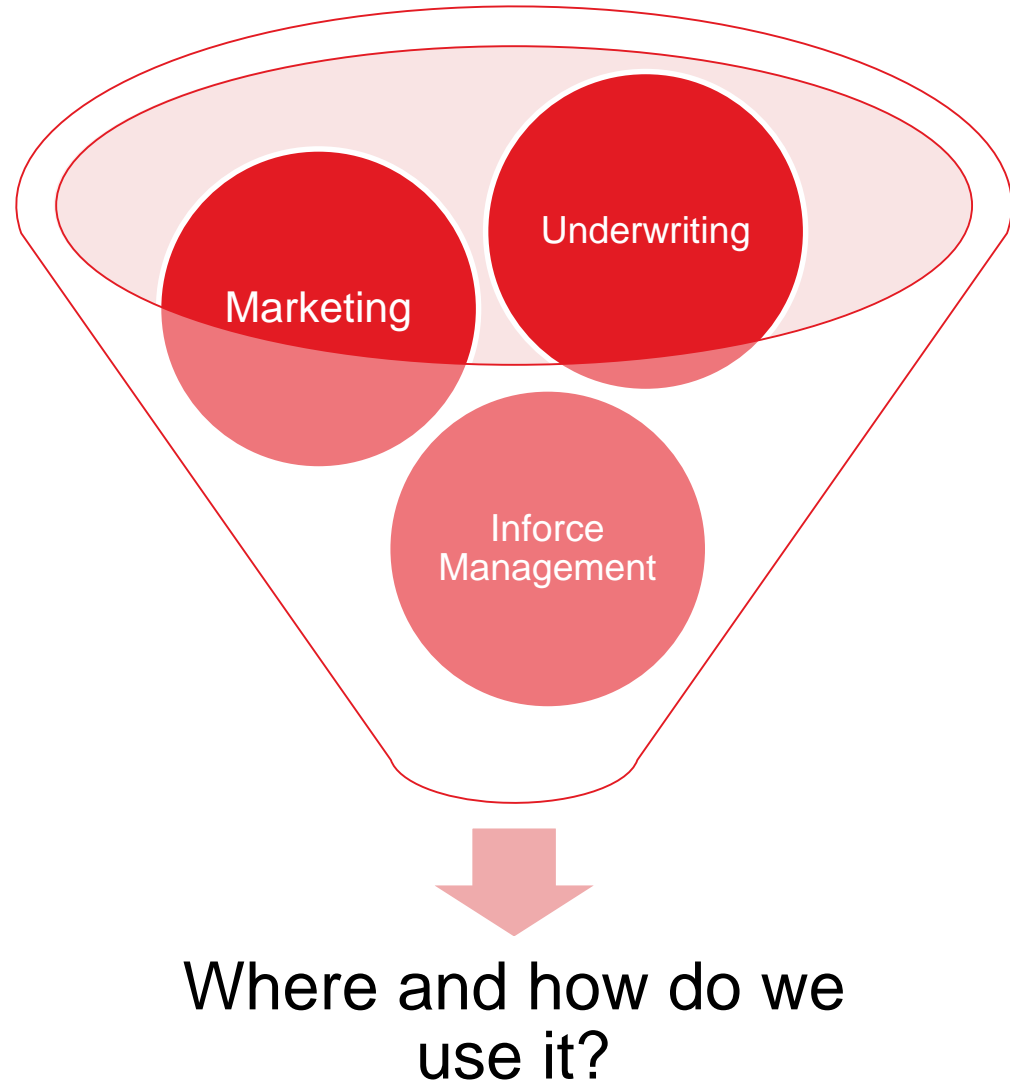 Underwriting
Marketing
Inforce
Management
Where and how do we
use it?